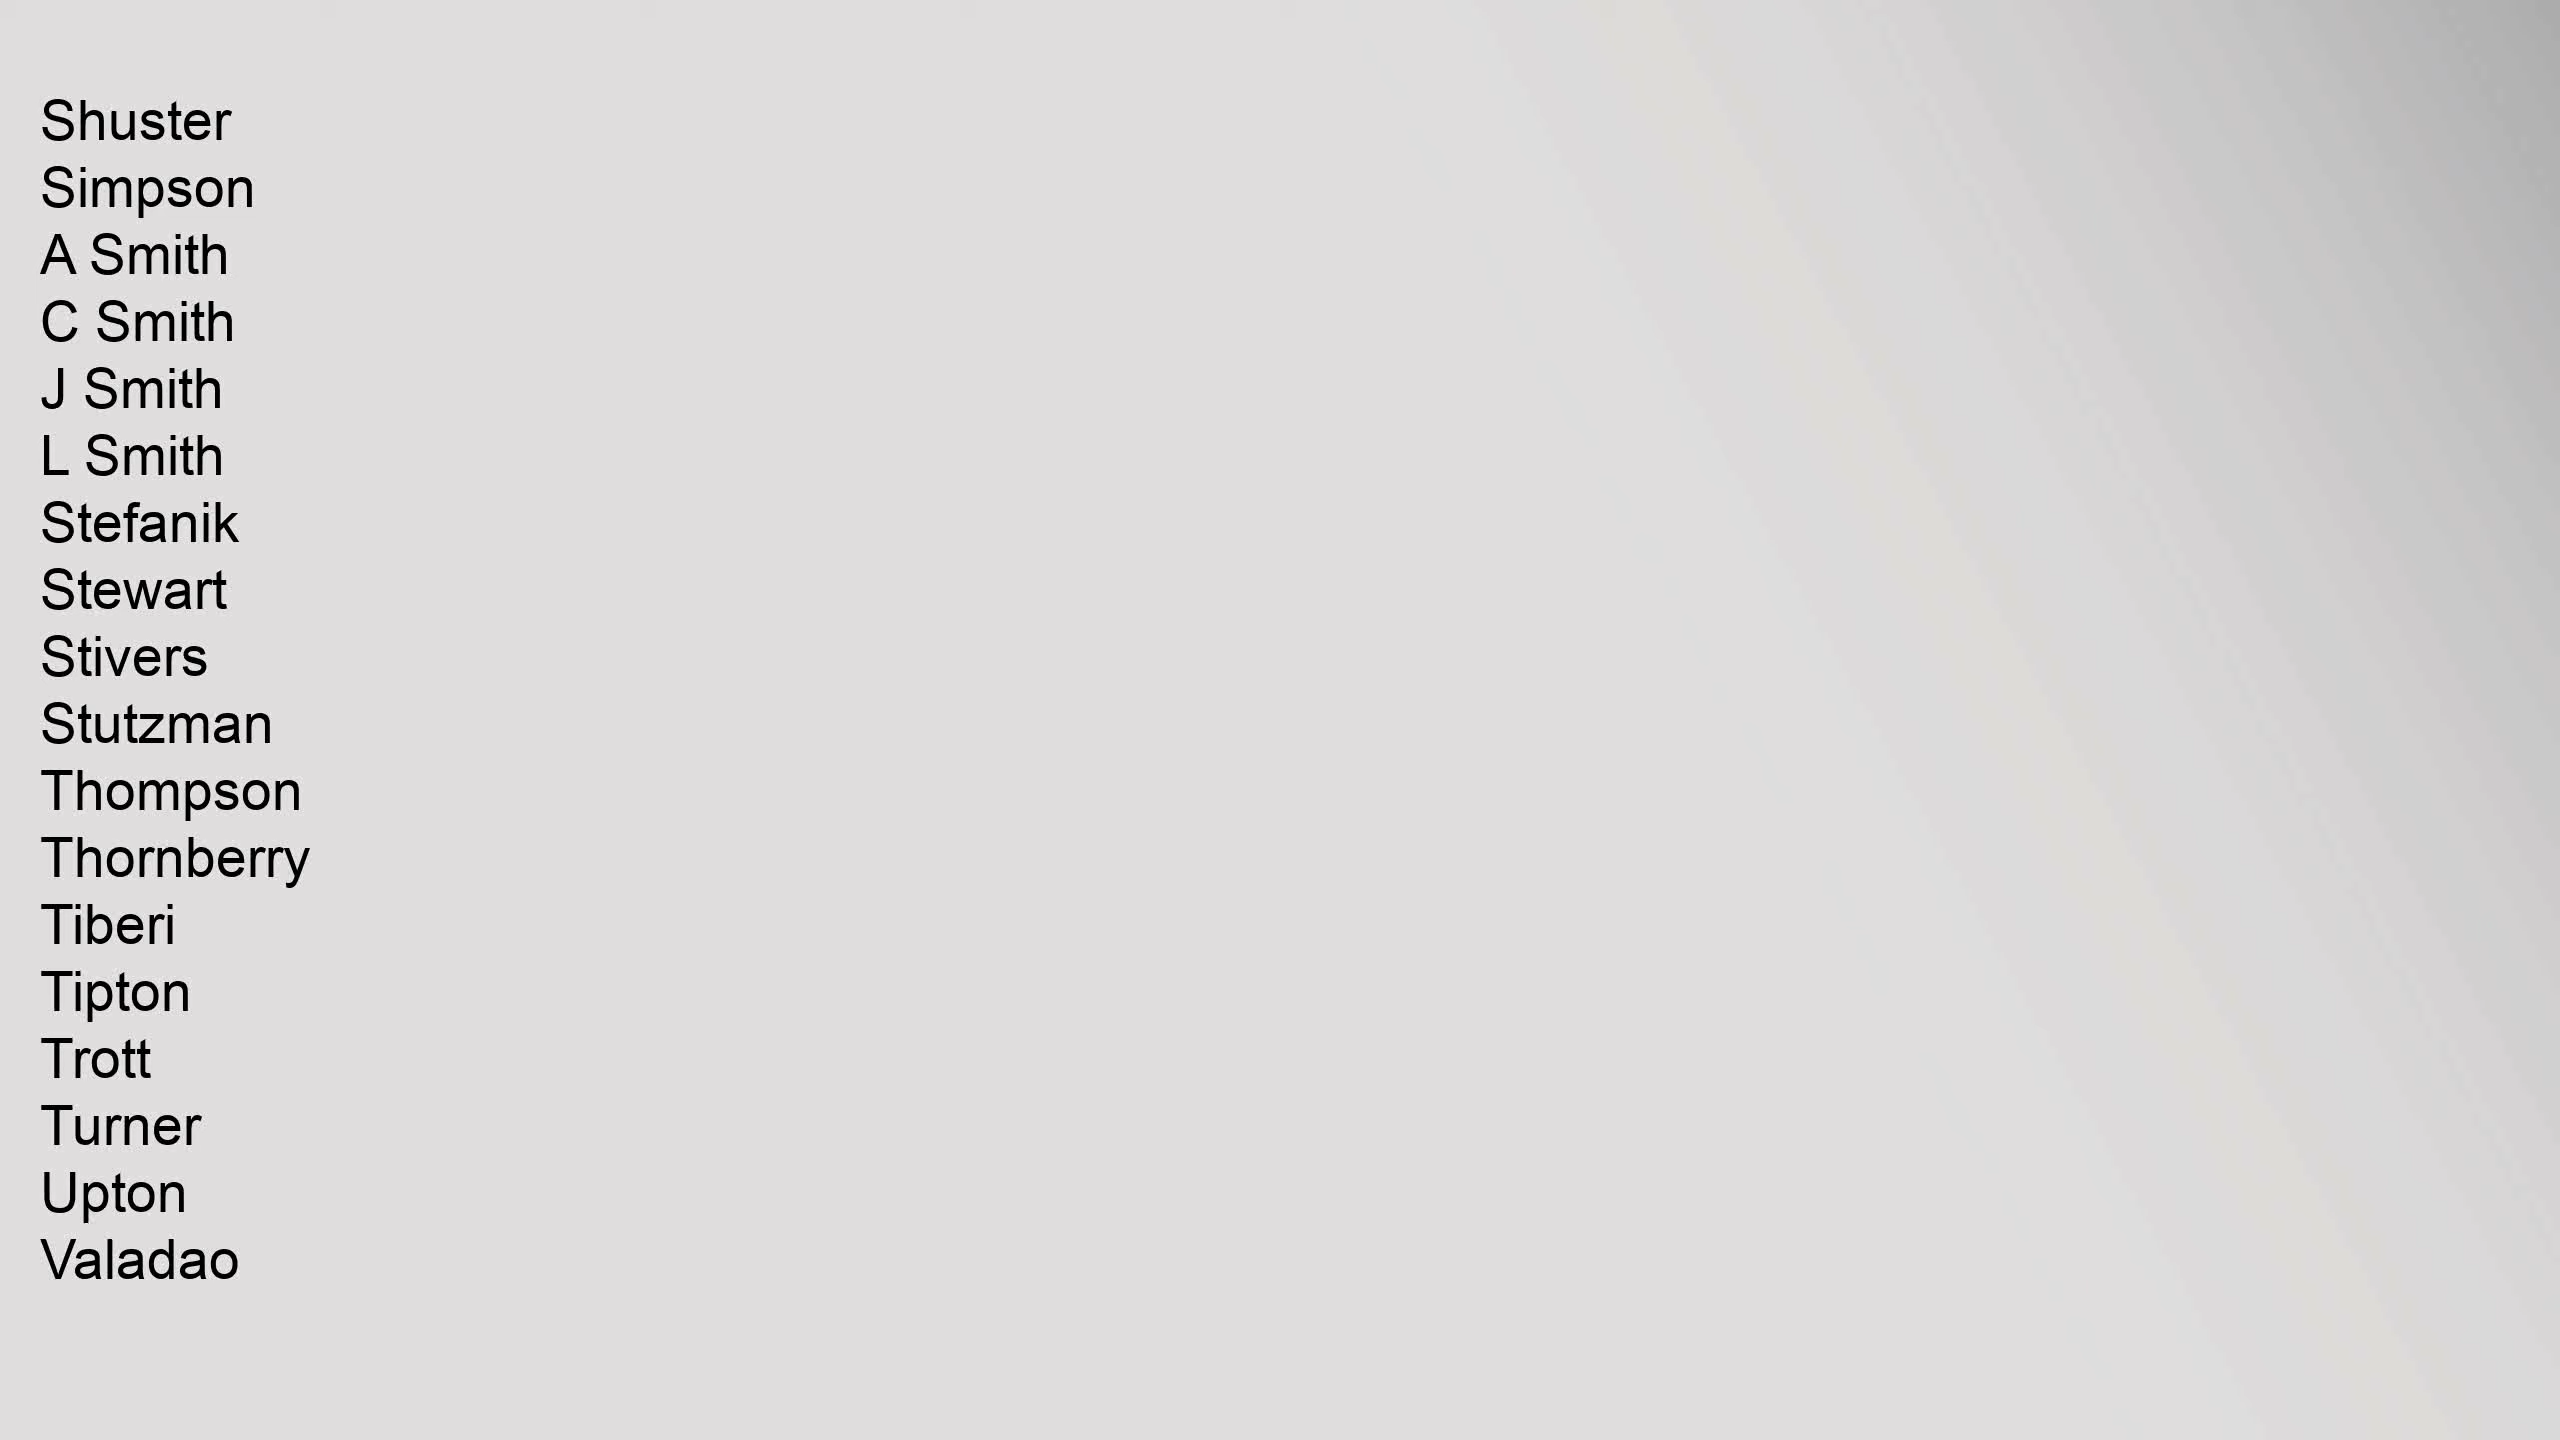 Shuster
Simpson
A Smith
C Smith
J Smith
L Smith
Stefanik
Stewart
Stivers
Stutzman
Thompson
Thornberry
Tiberi
Tipton
Trott
Turner
Upton
Valadao